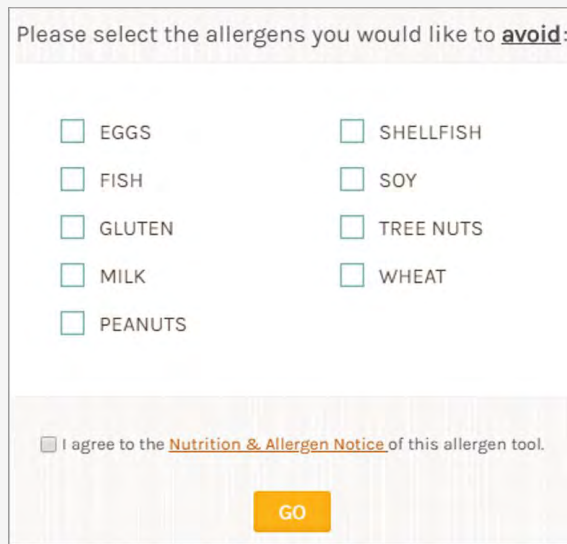 Please select the allergens you would like to avoid:
EGGS
FISH
GLUTEN
MILK
PEANUTS
SHELLFISH
SOY
TREE NUTS
WHEAT
I agree to the Nutrition & Allergen Notice of this allergen tool.
GO